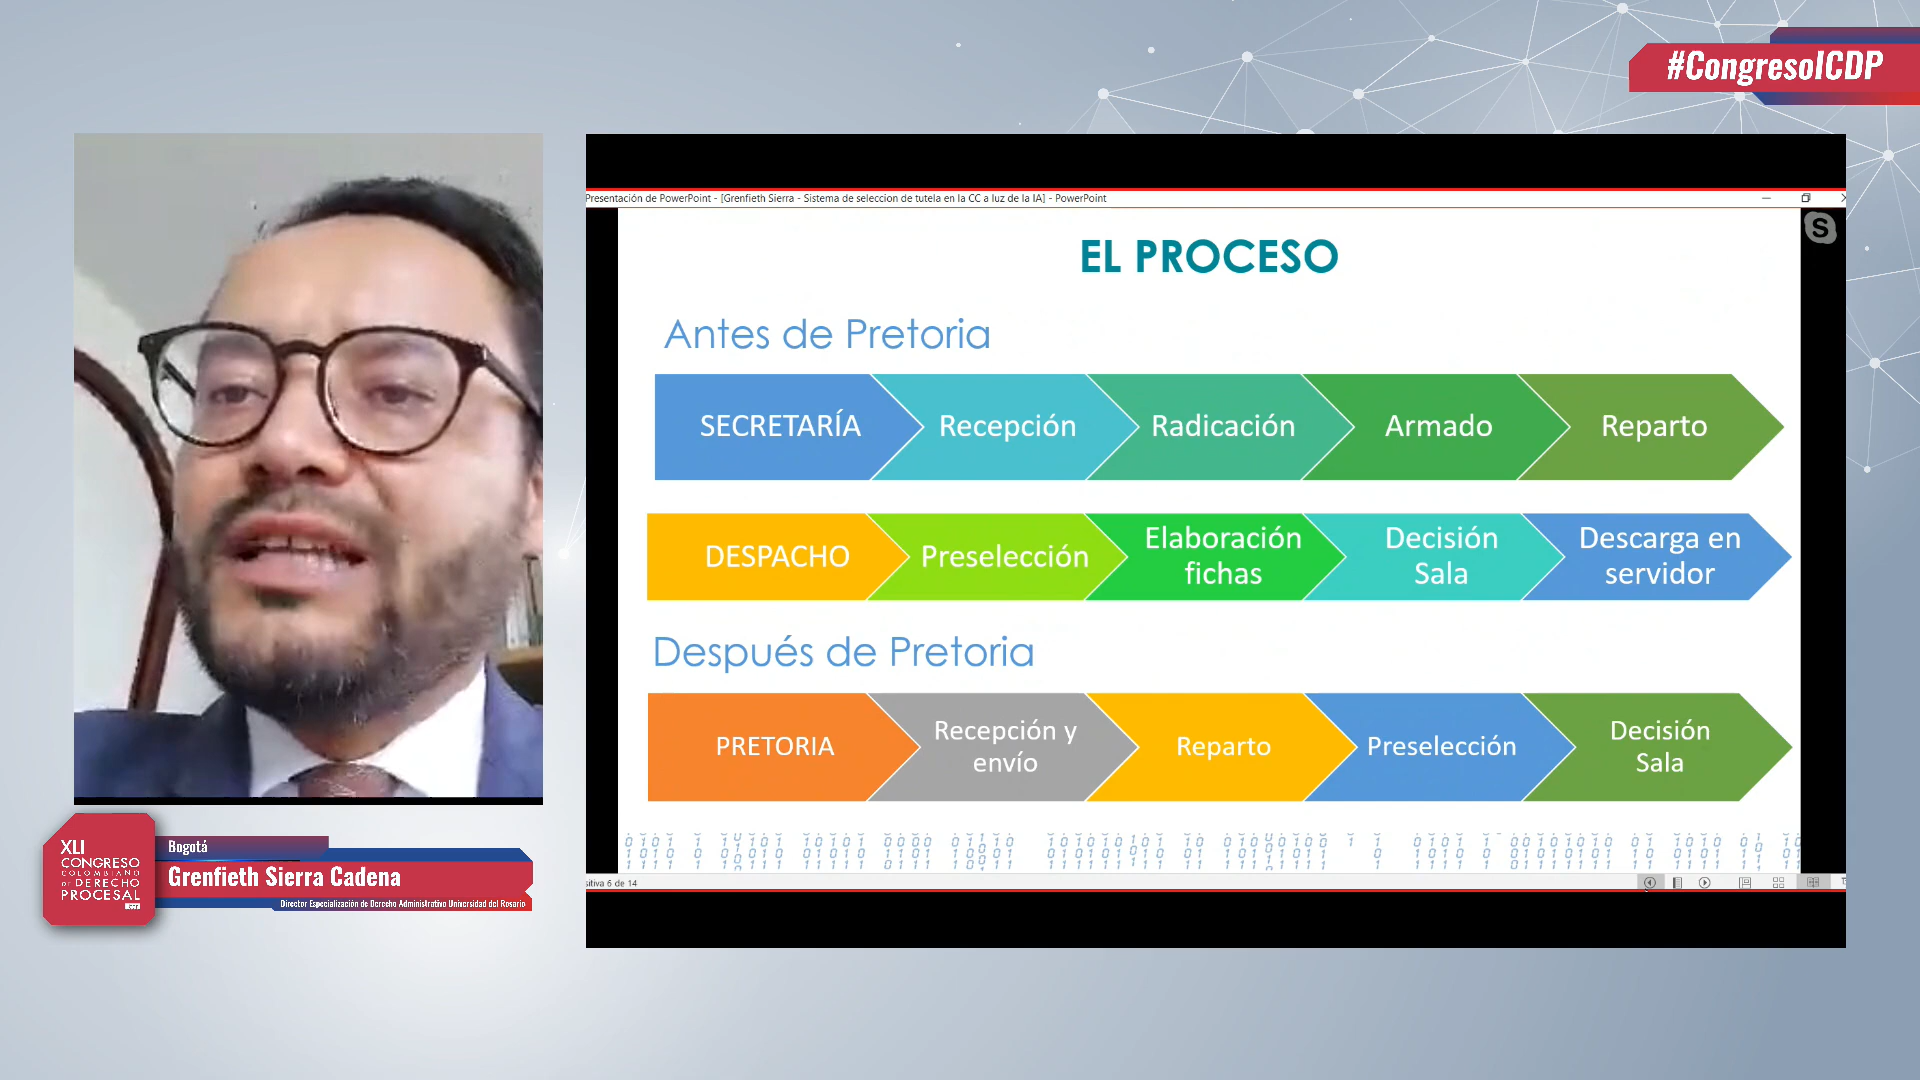 #CongresoICDP
Presentación de PowerPoint - [Grenfieth Sierra - Sistema de seleccion de tutela en la CC a luz de la IA] - PowerPoint
EL PROCESO
Antes de Pretoria
SECRETARÍA
Recepción
Radicación
Armado
Reparto
DESPACHO
Preselección
Elaboración
fichas
Decisión
Sala
Descarga en
servidor
Después de Pretoria
PRETORIA
Recepción y
envío
Reparto
Preselección
Decisión
Sala
sitiva 6 de 14
XLI
CONGRESO
COLOMBIANO
DE DERECHO
PROCESAL
Bogotá
Grenfieth Sierra Cadena
Director Especialización de Derecho Administrativo Universidad del Rosario